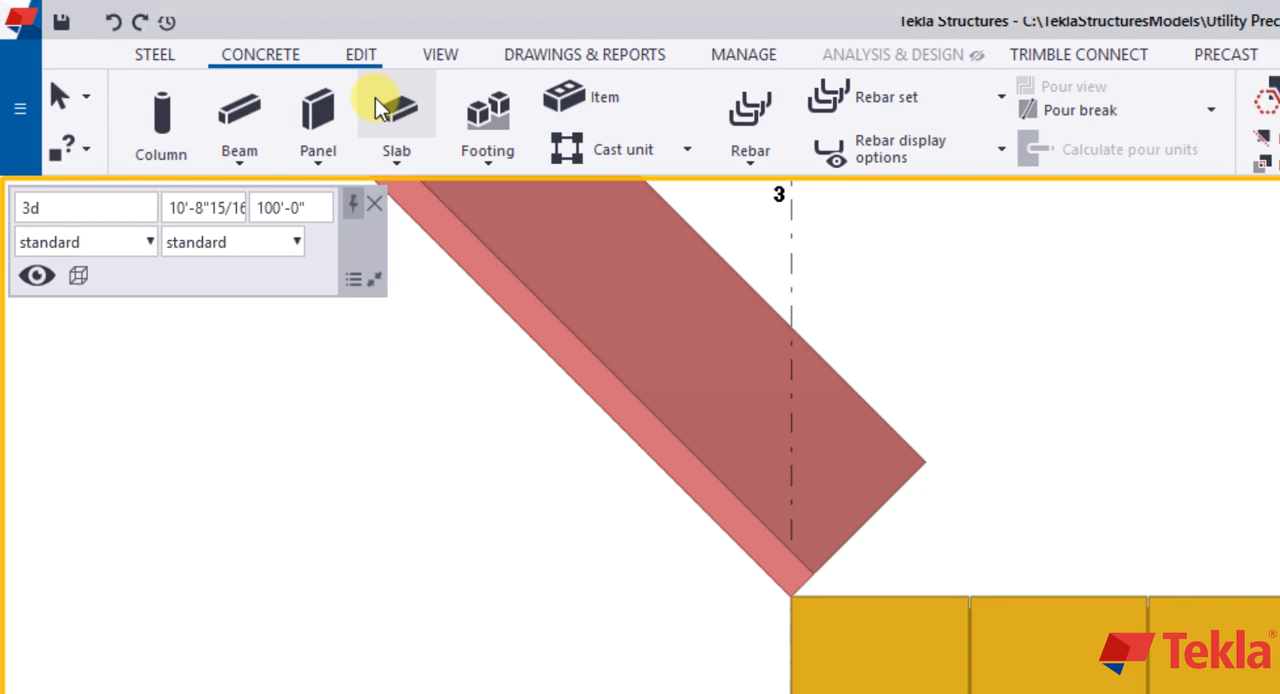 Tekla Structures - C:\TeklaStructuresModels\Utility Prec
STEEL CONCRETE EDIT VIEW DRAWINGS & REPORTS MANAGE ANALYSIS & DESIGN TRIMBLE CONNECT PRECAST
Column
Beam
Panel
Slab
Footing
Item
Cast unit
Rebar
Rebar set
Rebar display
options
Pour view
Pour break
Calculate pour units
3d 10'-8"15/16 100'-0"
standard standard
3
Tekla®